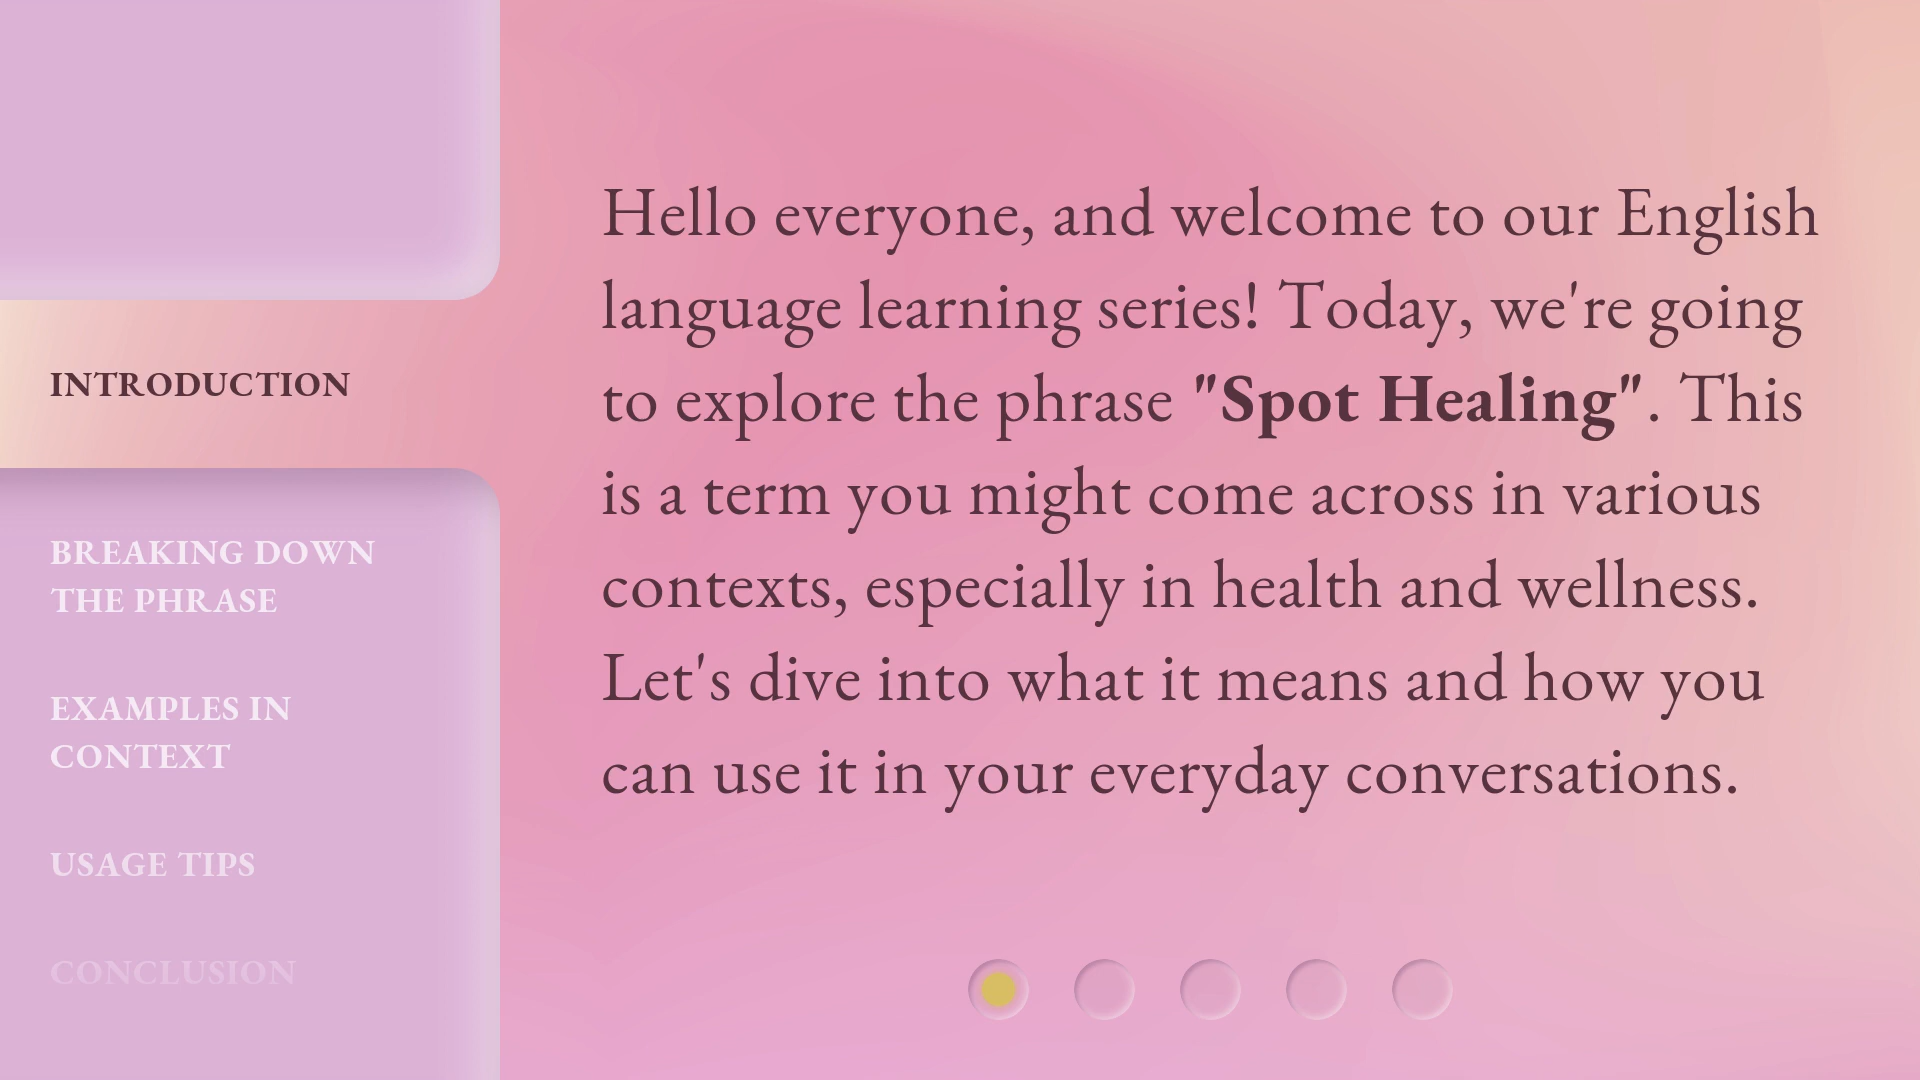 INTRODUCTION
BREAKING DOWN
THE PHRASE
EXAMPLES IN
CONTEXT
USAGE TIPS
CONCLUSION
Hello everyone, and welcome to our English
language learning series! Today, we're going
to explore the phrase "Spot Healing". This
is a term you might come across in various
contexts, especially in health and wellness.
Let's dive into what it means and how you
can use it in your everyday conversations.